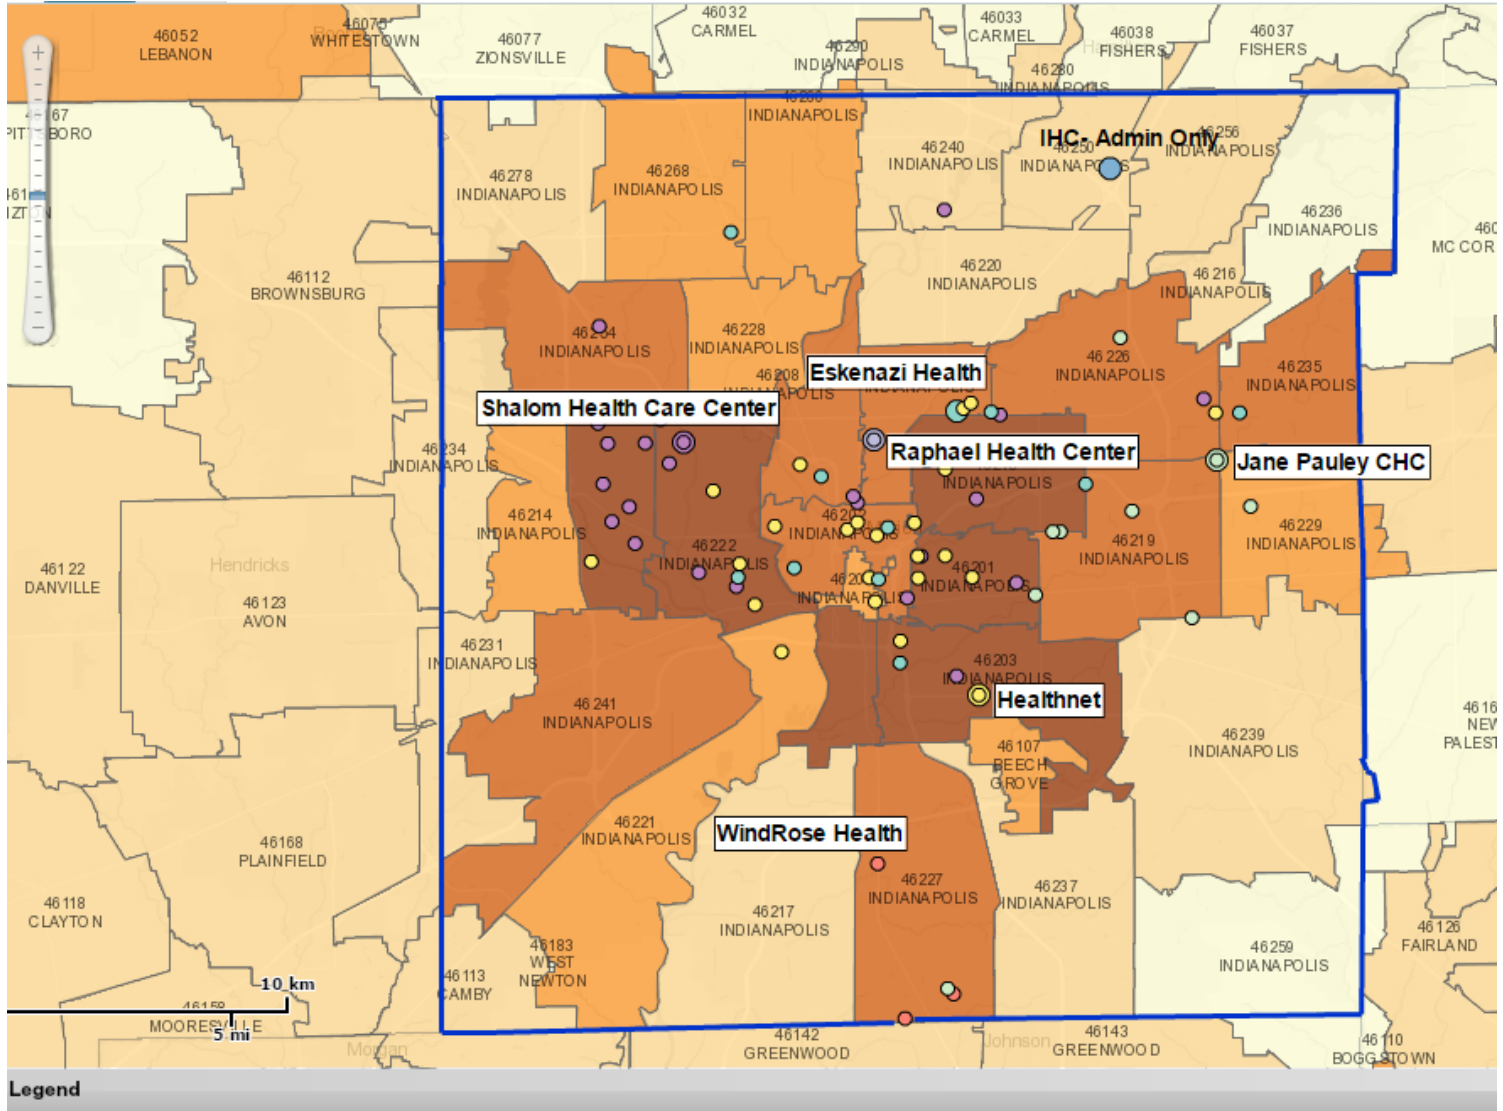 46052
LEBANON
46075
WHITESTOWN
46077
ZIONSVILLE
46032
CARMEL
46033
CARMEL
46038
FISHERS
46037
FISHERS
46290
INDIANAPOLIS
46280
INDIANAPOLIS
INDIANAPOLIS
PITTSBORO
46278
INDIANAPOLIS
46268
INDIANAPOLIS
46240
INDIANAPOLIS
IHC- Admin Only
46250
INDIANAPOLIS
46256
INDIANAPOLIS
46236
INDIANAPOLIS
MC COR
46112
BROWNSBURG
46220
INDIANAPOLIS
46216
INDIANAPOLIS
INDIANAPOLIS
46228
INDIANAPOLIS
46208
INDIANAPOLIS
Eskenazi Health
46226
INDIANAPOLIS
46235
INDIANAPOLIS
Shalom Health Care Center
46234
INDIANAPOLIS
Raphael Health Center
INDIANAPOLIS
Jane Pauley CHC
46214
INDIANAPOLIS
46222
INDIANAPOLIS
INDIANAPOLIS
INDIANAPOLIS
46201
INDIANAPOLIS
46219
INDIANAPOLIS
46229
INDIANAPOLIS
46122
DANVILLE
Hendricks
46123
AVON
46231
INDIANAPOLIS
46241
INDIANAPOLIS
46203
INDIANAPOLIS
Healthnet
46107
BEECH
GROVE
46239
INDIANAPOLIS
NEW
PALEST
46168
PLAINFIELD
46221
INDIANAPOLIS
WindRose Health
46118
CLAYTON
46217
INDIANAPOLIS
46227
INDIANAPOLIS
46237
INDIANAPOLIS
46259
INDIANAPOLIS
46126
FAIRLAND
46183
WEST
NEWTON
46113
CAMBY
10 km
5 mi
MOORESVILLE
Morgan
46142
GREENWOOD
Johnson
46143
GREENWOOD
46110
BOGGSTOWN
Legend